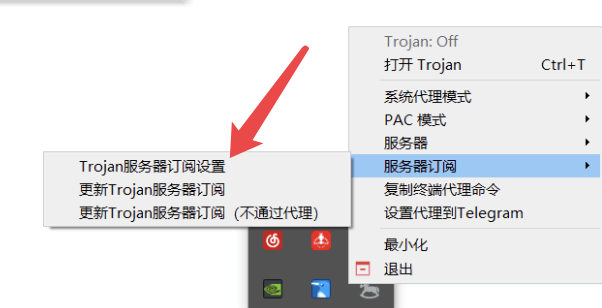 Trojan: Off
打开 Trojan Ctrl+T
系统代理模式
PAC 模式
服务器
服务器订阅
Trojan服务器订阅设置
更新Trojan服务器订阅
更新Trojan服务器订阅（不通过代理）
复制终端代理命令
设置代理到Telegram
最小化
退出